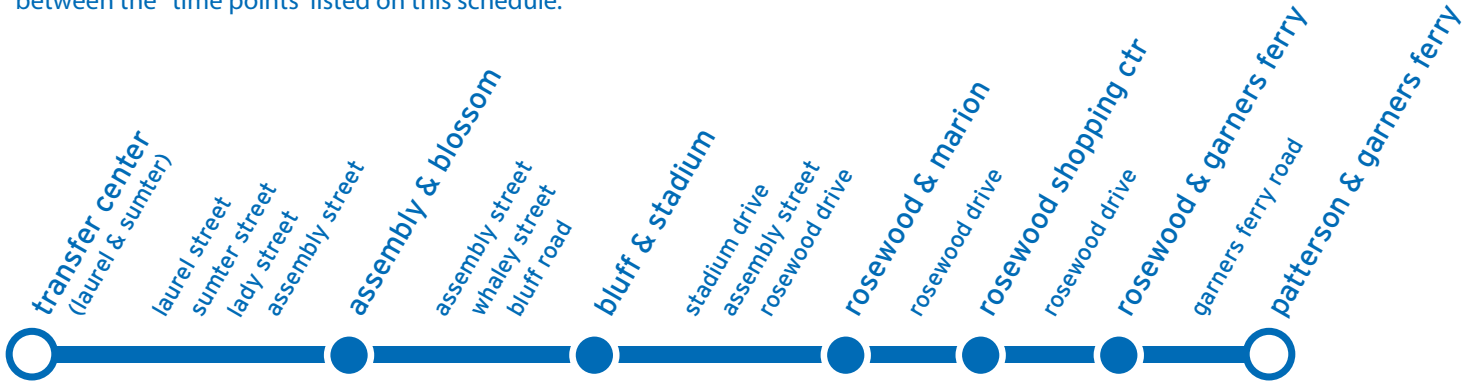 between the "time points" listed on this schedule.
transfer center
(laurel & sumter)
laurel street
sumter street
lady street
assembly street
assembly & blossom
assembly street
whaley street
bluff road
bluff & stadium
stadium drive
assembly street
rosewood drive
rosewood & marion
rosewood drive
rosewood shopping ctr
rosewood drive
rosewood & garners ferry
garners ferry road
patterson & garners ferry